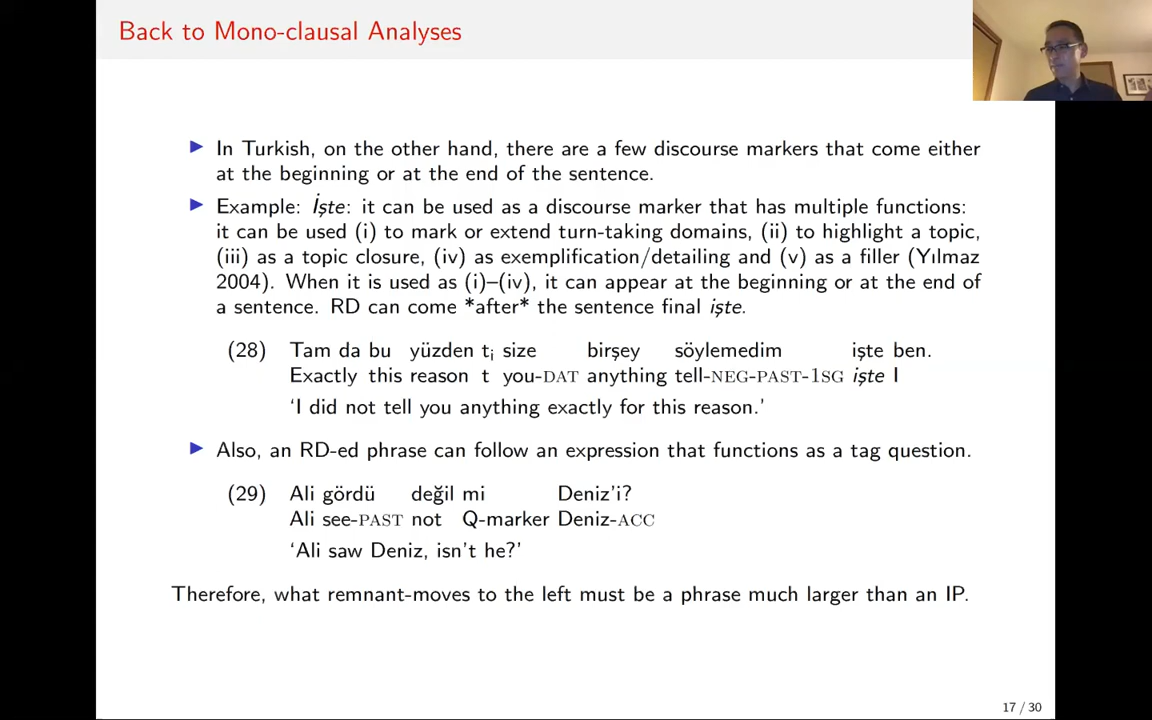 Back to Mono-clausal Analyses
▶ In Turkish, on the other hand, there are a few discourse markers that come either
at the beginning or at the end of the sentence.
▶ Example: İşte: it can be used as a discourse marker that has multiple functions:
it can be used (i) to mark or extend turn-taking domains, (ii) to highlight a topic,
(iii) as a topic closure, (iv) as exemplification/detailing and (v) as a filler (Yılmaz
2004). When it is used as (i)–(iv), it can appear at the beginning or at the end of
a sentence. RD can come *after* the sentence final işte.
(28) Tam da bu yüzden tᵢ size birşey söylemedim işte ben.
Exactly this reason t you-DAT anything tell-NEG-PAST-1SG işte I
‘I did not tell you anything exactly for this reason.’
▶ Also, an RD-ed phrase can follow an expression that functions as a tag question.
(29) Ali gördü değil mi Deniz'i?
Ali see-PAST not Q-marker Deniz-ACC
‘Ali saw Deniz, isn't he?’
Therefore, what remnant-moves to the left must be a phrase much larger than an IP.
17 / 30